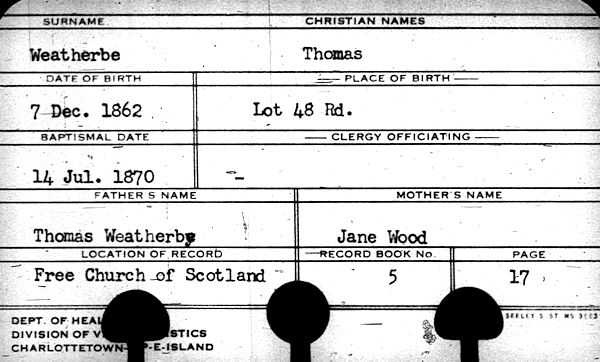 SURNAME CHRISTIAN NAMES
Weatherbe Thomas
DATE OF BIRTH PLACE OF BIRTH
7 Dec. 1862 Lot 48 Rd.
BAPTISMAL DATE CLERGY OFFICIATING
14 Jul. 1870 -
FATHER'S NAME MOTHER'S NAME
Thomas Weatherby Jane Wood
LOCATION OF RECORD RECORD BOOK No. PAGE
Free Church of Scotland 5 17
DEPT. OF
DIVISION OF
CHARLOTTETOWN P-E-ISLAND